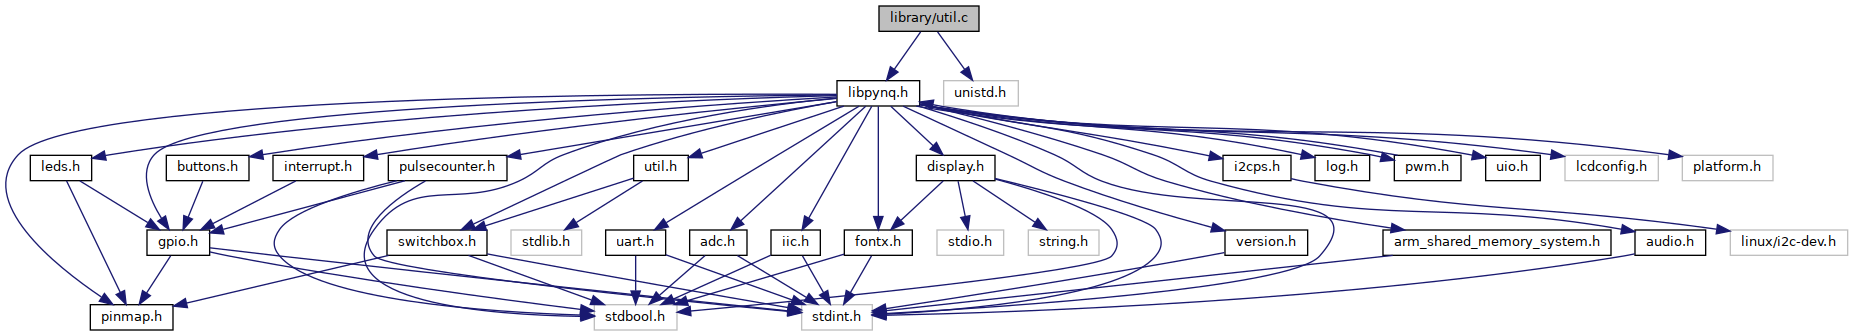 library/util.c
libpynq.h
unistd.h
leds.h
buttons.h
interrupt.h
pulsecounter.h
util.h
display.h
i2cps.h
log.h
pwm.h
uio.h
lcdconfig.h
platform.h
gpio.h
switchbox.h
stdlib.h
uart.h
adc.h
iic.h
fontx.h
stdio.h
string.h
version.h
arm_shared_memory_system.h
audio.h
linux/i2c-dev.h
pinmap.h
stdbool.h
stdint.h